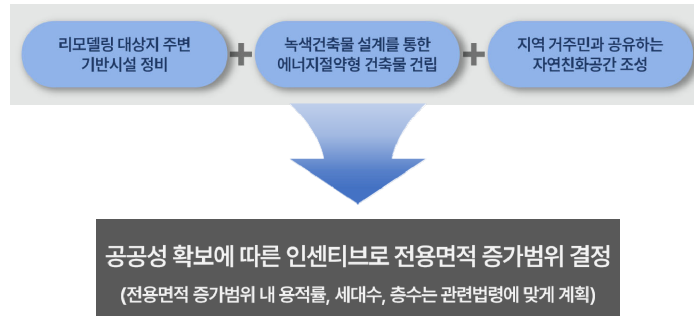 리모델링 대상지 주변
기반시설 정비
+
녹색건축물 설계를 통한
에너지절약형 건축물 건립
+
지역 거주민과 공유하는
자연친화공간 조성
공공성 확보에 따른 인센티브로 전용면적 증가범위 결정
(전용면적 증가범위 내 용적률, 세대수, 층수는 관련법령에 맞게 계획)